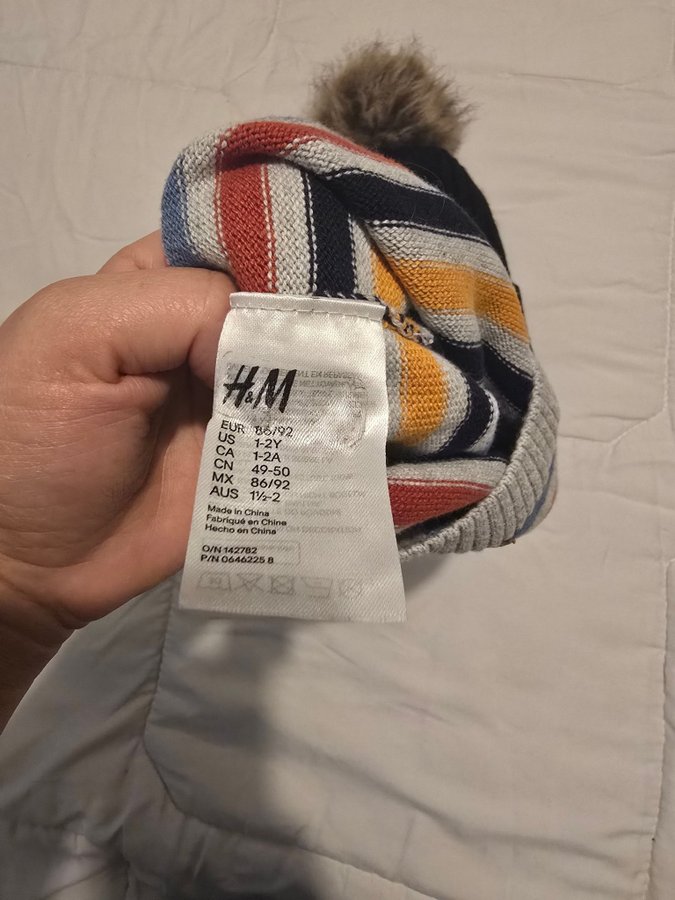 H&M
EUR 86/92
US 1-2Y
CA 1-2A
CN 49-50
MX 86/92
AUS 1½-2
Made in China
Fabriqué en Chine
Hecho en China
O/N 142782
P/N 0646225 8